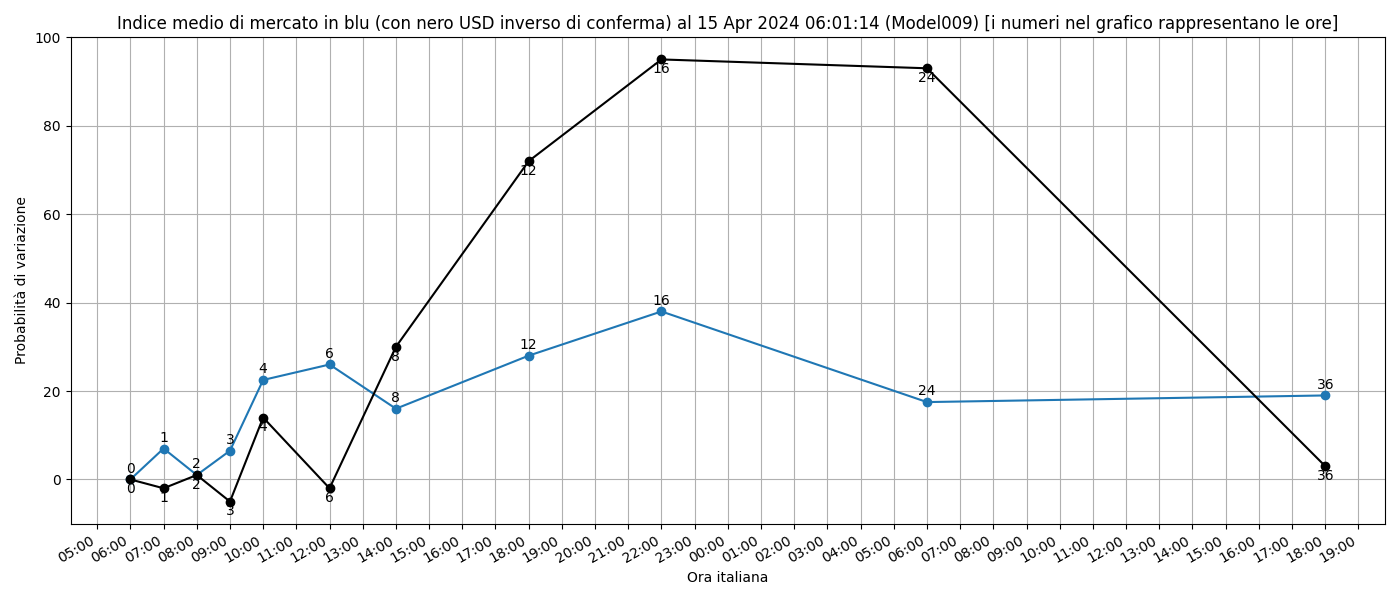 Indice medio di mercato in blu (con nero USD inverso di conferma) al 15 Apr 2024 06:01:14 (Model009) [i numeri nel grafico rappresentano le ore]
Probabilità di variazione
100
80
60
40
20
0
0 1 2 3 4 6 8 12 16 24 36
0 1 2 3 4 6 8 12 16 24 36
05:00 06:00 07:00 08:00 09:00 10:00 11:00 12:00 13:00 14:00 15:00 16:00 17:00 18:00 19:00 20:00 21:00 22:00 23:00 00:00 01:00 02:00 03:00 04:00 05:00 06:00 07:00 08:00 09:00 10:00 11:00 12:00 13:00 14:00 15:00 16:00 17:00 18:00 19:00
Ora italiana